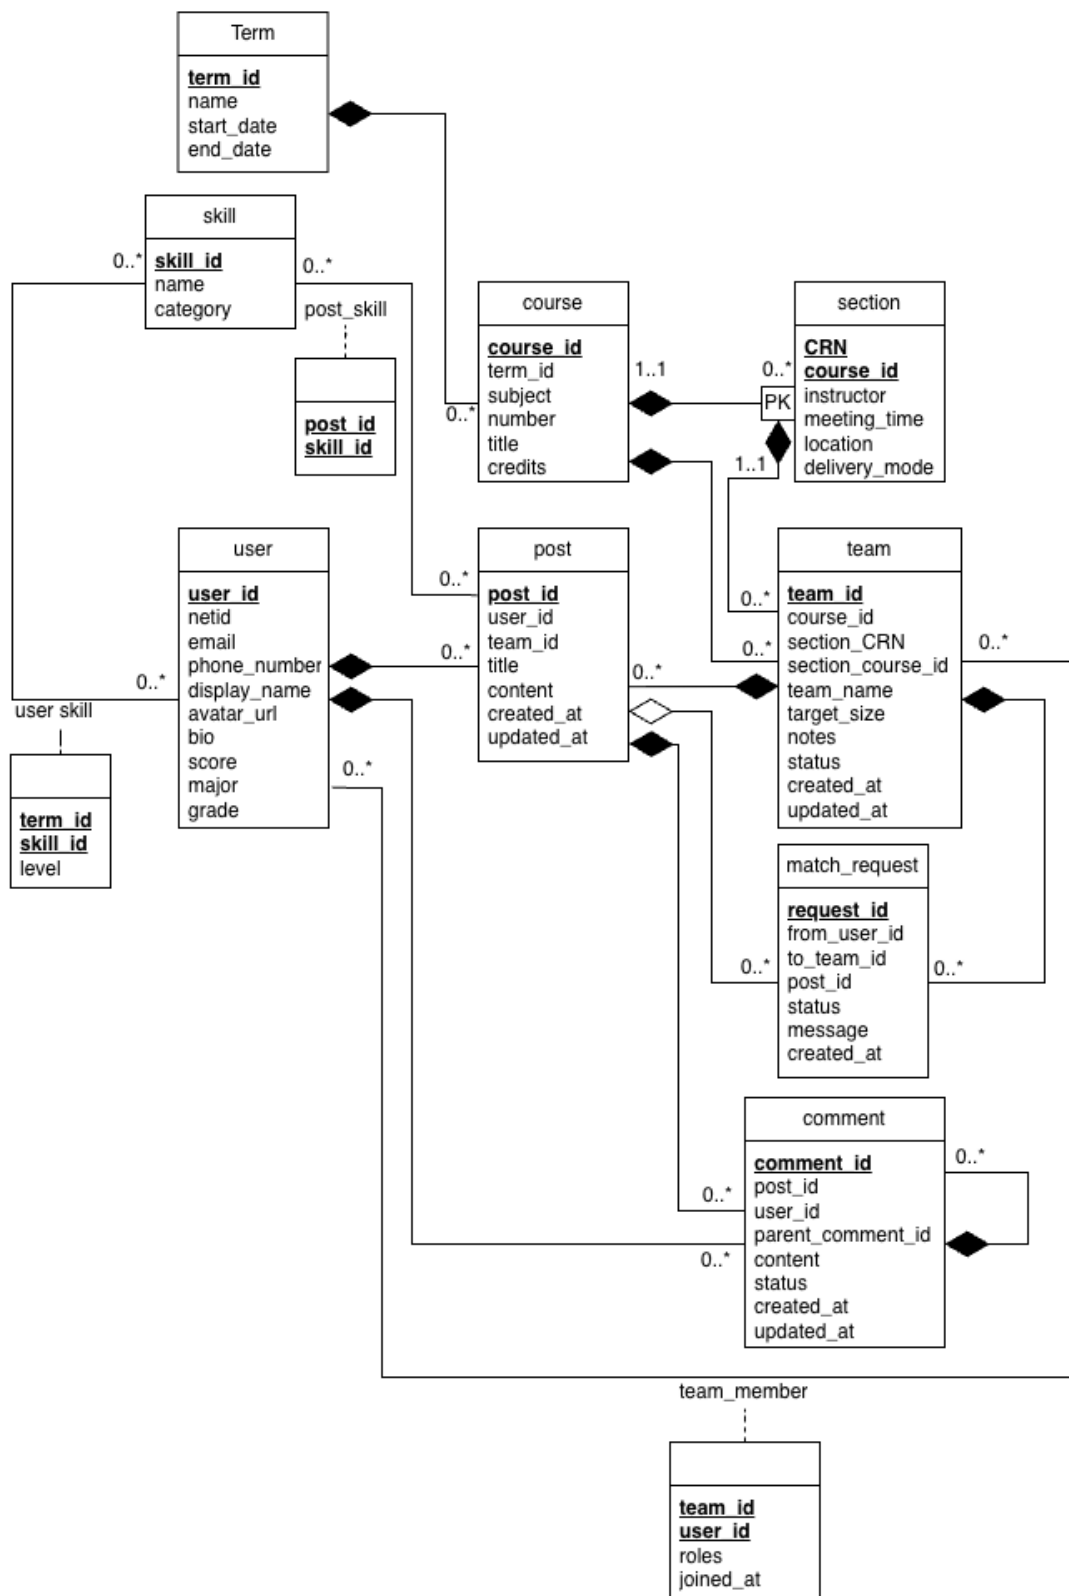 Term
term_id
name
start_date
end_date
skill
0..*
skill_id
name
category
0..*
post_skill
post_id
skill_id
course
course_id
term_id
subject
number
title
credits
0..*
1..1
section
0..*
PK
CRN
course_id
instructor
meeting_time
location
delivery_mode
1..1
user
user_id
netid
email
phone_number
display_name
avatar_url
bio
score
major
grade
0..*
user skill
term_id
skill_id
level
0..*
0..*
0..*
post
post_id
user_id
team_id
title
content
created_at
updated_at
0..*
team
0..*
0..*
team_id
course_id
section_CRN
section_course_id
team_name
target_size
notes
status
created_at
updated_at
0..*
match_request
request_id
from_user_id
to_team_id
post_id
status
message
created_at
0..*
0..*
comment
comment_id
post_id
user_id
parent_comment_id
content
status
created_at
updated_at
0..*
0..*
0..*
team_member
team_id
user_id
roles
joined_at